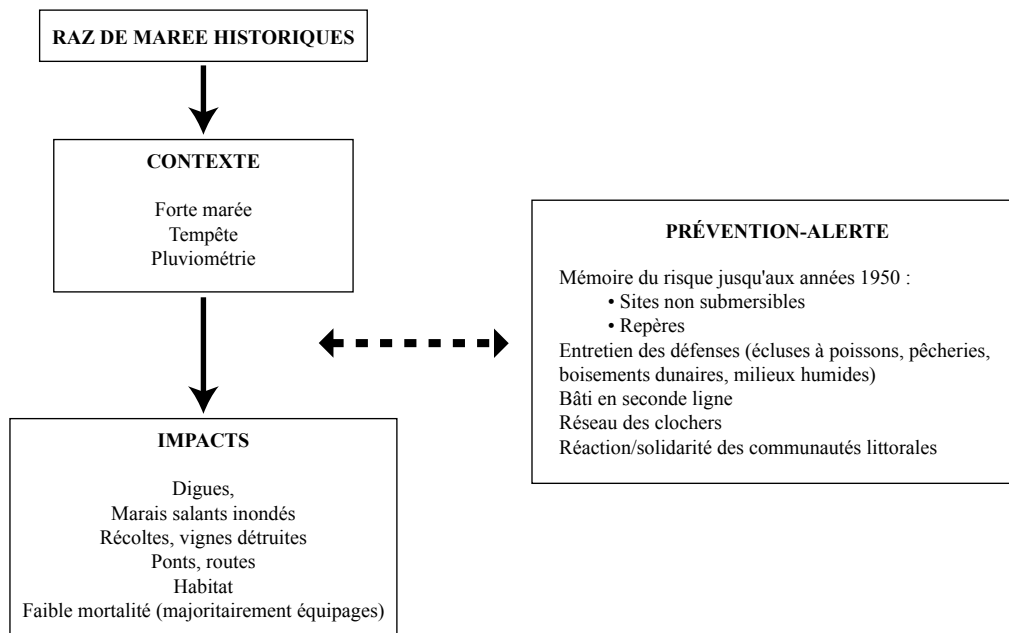 RAZ DE MAREE HISTORIQUES
CONTEXTE
Forte marée
Tempête
Pluviométrie
PRÉVENTION-ALERTE
Mémoire du risque jusqu'aux années 1950 :
• Sites non submersibles
• Repères
Entretien des défenses (écluses à poissons, pêcheries,
boisements dunaires, milieux humides)
Bâti en seconde ligne
Réseau des clochers
Réaction/solidarité des communautés littorales
IMPACTS
Digues,
Marais salants inondés
Récoltes, vignes détruites
Ponts, routes
Habitat
Faible mortalité (majoritairement équipages)